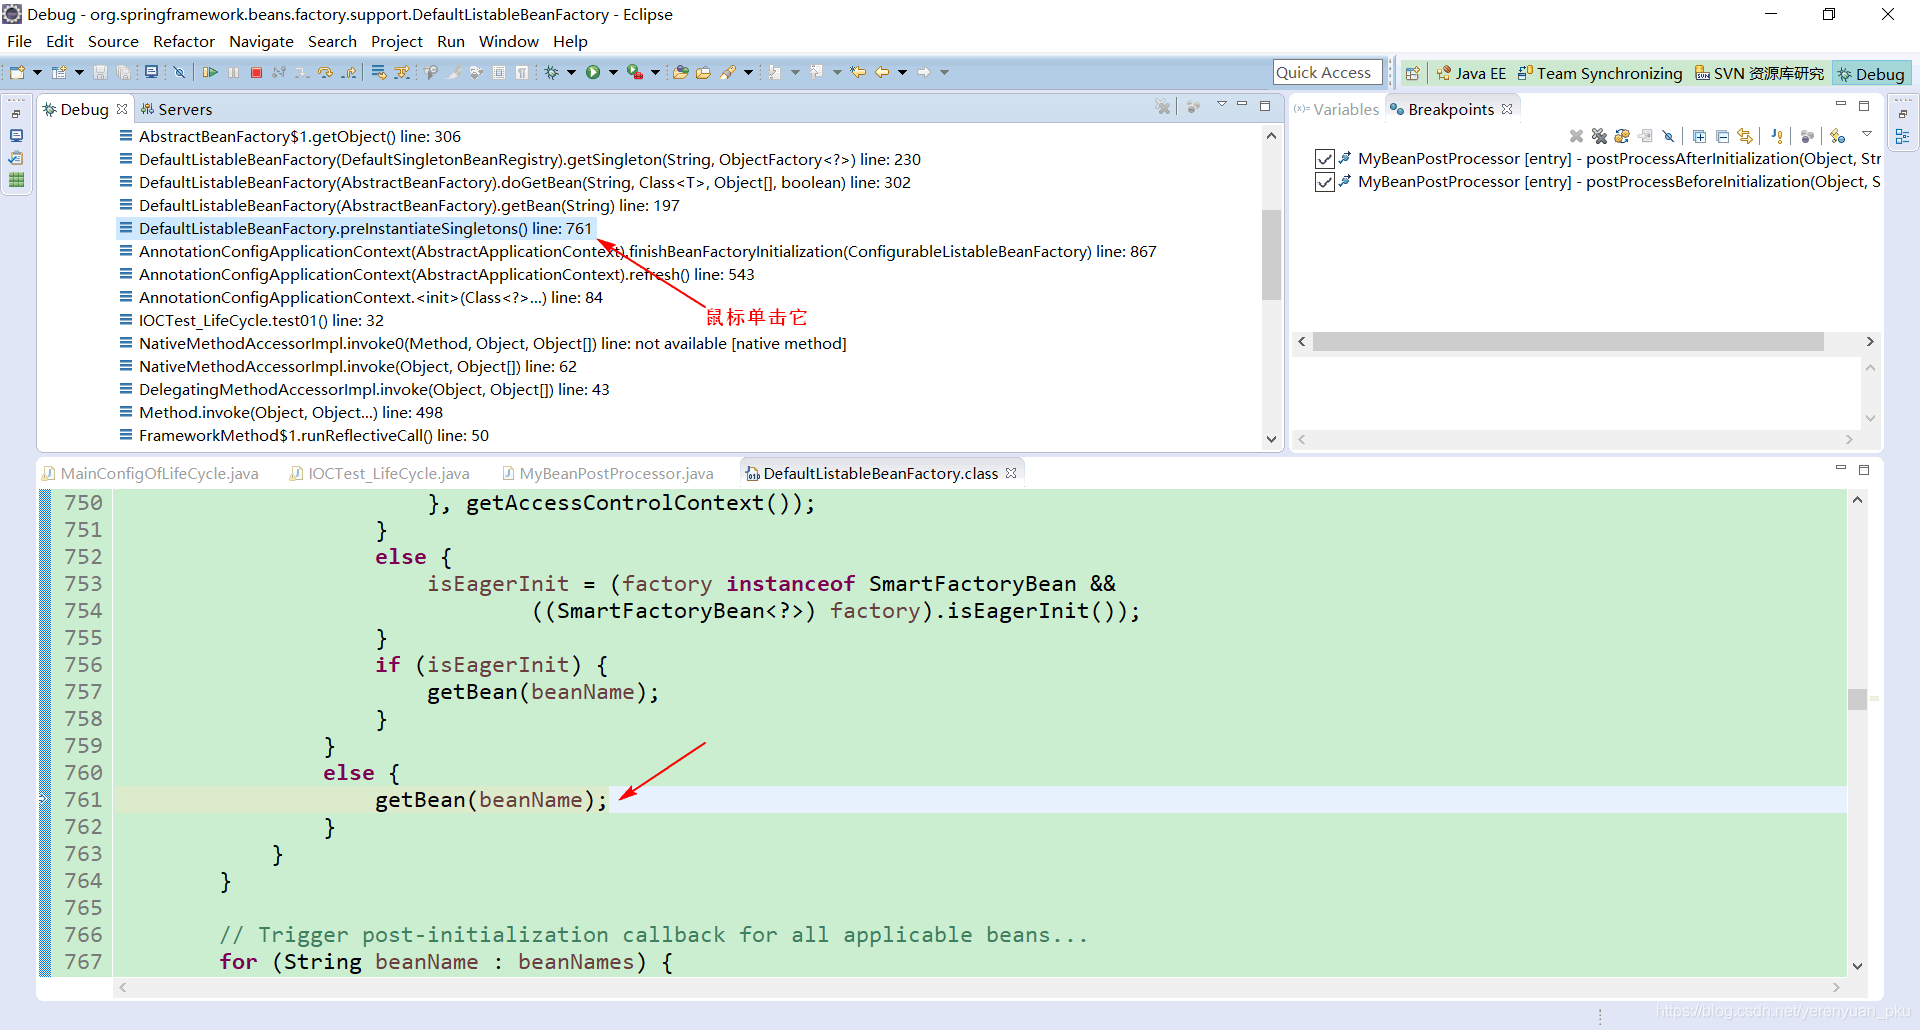 Debug - org.springframework.beans.factory.support.DefaultListableBeanFactory - Eclipse
File Edit Source Refactor Navigate Search Project Run Window Help
Quick Access
Java EE
Team Synchronizing
SVN 资源库研究
Debug
Debug
Servers
AbstractBeanFactory$1.getObject() line: 306
DefaultListableBeanFactory(DefaultSingletonBeanRegistry).getSingleton(String, ObjectFactory<?>) line: 230
DefaultListableBeanFactory(AbstractBeanFactory).doGetBean(String, Class<T>, Object[], boolean) line: 302
DefaultListableBeanFactory(AbstractBeanFactory).getBean(String) line: 197
DefaultListableBeanFactory.preInstantiateSingletons() line: 761
AnnotationConfigApplicationContext(AbstractApplicationContext).finishBeanFactoryInitialization(ConfigurableListableBeanFactory) line: 867
AnnotationConfigApplicationContext(AbstractApplicationContext).refresh() line: 543
AnnotationConfigApplicationContext.<init>(Class<?>...) line: 84
鼠标单击它
IOCTest_LifeCycle.test01() line: 32
NativeMethodAccessorImpl.invoke0(Method, Object, Object[]) line: not available [native method]
NativeMethodAccessorImpl.invoke(Object, Object[]) line: 62
DelegatingMethodAccessorImpl.invoke(Object, Object[]) line: 43
Method.invoke(Object, Object...) line: 498
FrameworkMethod$1.runReflectiveCall() line: 50
(x)= Variables
Breakpoints
MyBeanPostProcessor [entry] - postProcessAfterInitialization(Object, Str
MyBeanPostProcessor [entry] - postProcessBeforeInitialization(Object, S
MainConfigOfLifeCycle.java
IOCTest_LifeCycle.java
MyBeanPostProcessor.java
DefaultListableBeanFactory.class
750 }, getAccessControlContext());
751 }
752 else {
753 isEagerInit = (factory instanceof SmartFactoryBean &&
754 ((SmartFactoryBean<?>) factory).isEagerInit());
755 }
756 if (isEagerInit) {
757 getBean(beanName);
758 }
759 }
760 else {
761 getBean(beanName);
762 }
763 }
764 }
765
766 // Trigger post-initialization callback for all applicable beans...
767 for (String beanName : beanNames) {
https://blog.csdn.net/yerenyuan_pku